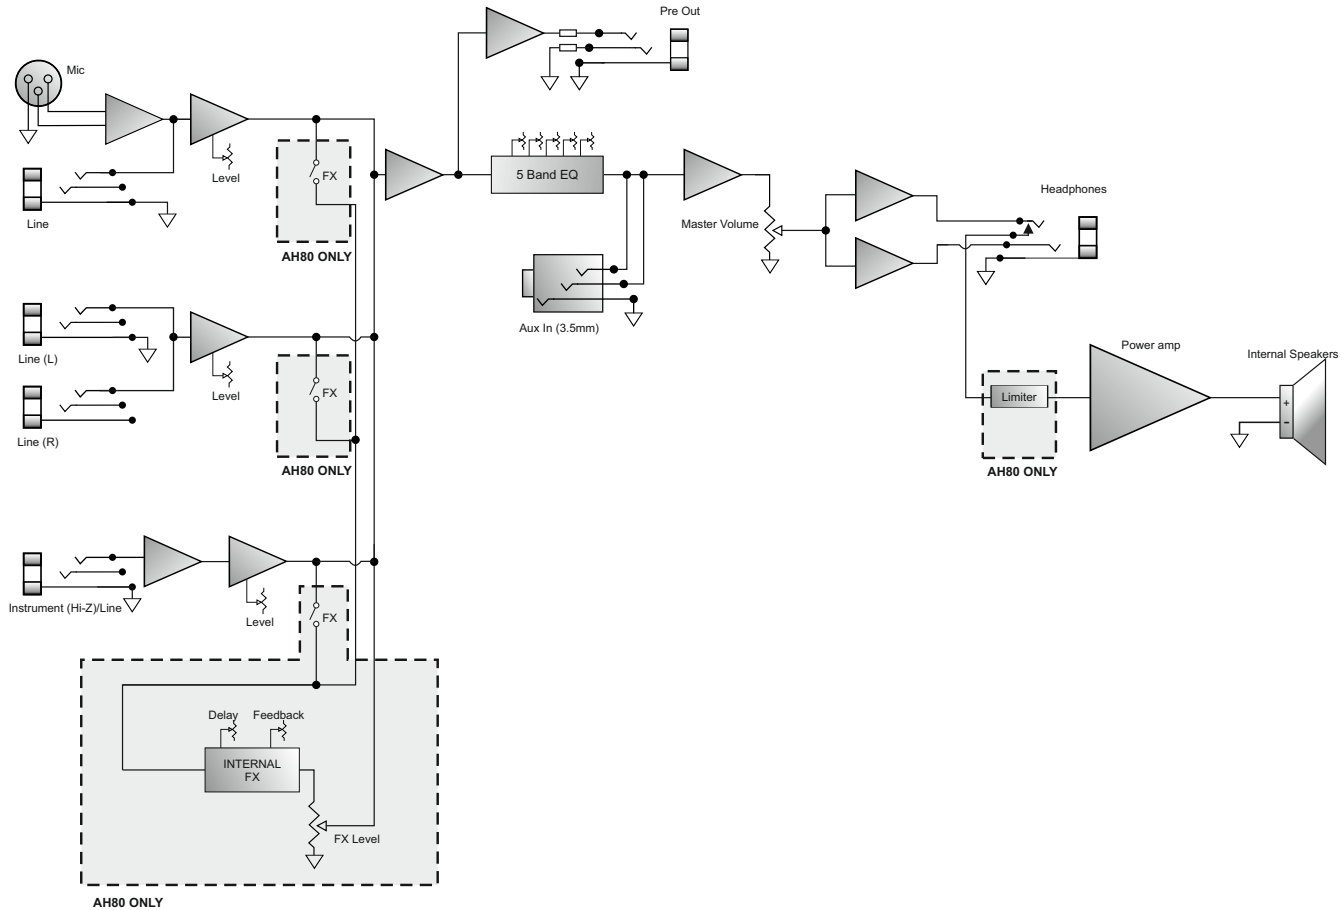 Pre Out
Mic
Level
FX
5 Band EQ
Headphones
Line
Master Volume
AH80 ONLY
Aux In (3.5mm)
Line (L)
Power amp
Internal Speakers
Level
FX
Limiter
+
-
Line (R)
AH80 ONLY
AH80 ONLY
Instrument (Hi-Z)/Line
Level
FX
Delay
Feedback
INTERNAL
FX
FX Level
AH80 ONLY